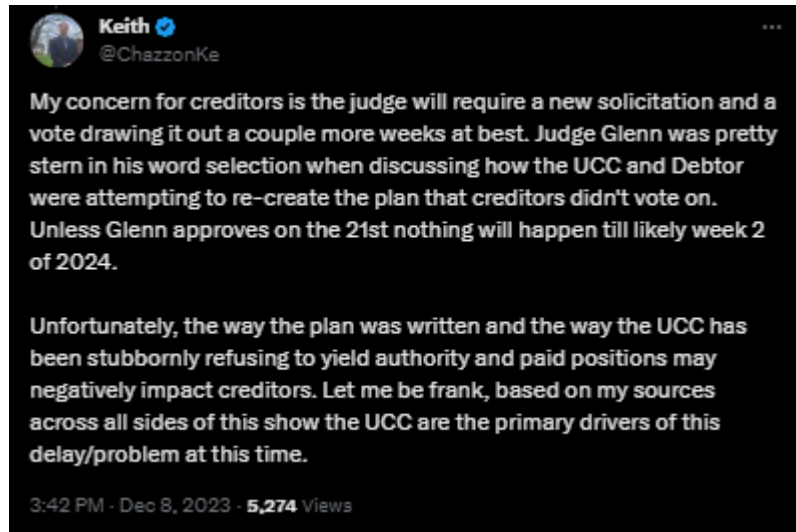 Keith
@ChazzonKe
My concern for creditors is the judge will require a new solicitation and a
vote drawing it out a couple more weeks at best. Judge Glenn was pretty
stern in his word selection when discussing how the UCC and Debtor
were attempting to re-create the plan that creditors didn't vote on.
Unless Glenn approves on the 21st nothing will happen till likely week 2
of 2024.
Unfortunately, the way the plan was written and the way the UCC has
been stubbornly refusing to yield authority and paid positions may
negatively impact creditors. Let me be frank, based on my sources
across all sides of this show the UCC are the primary drivers of this
delay/problem at this time.
3:42 PM · Dec 8, 2023 · 5,274 Views